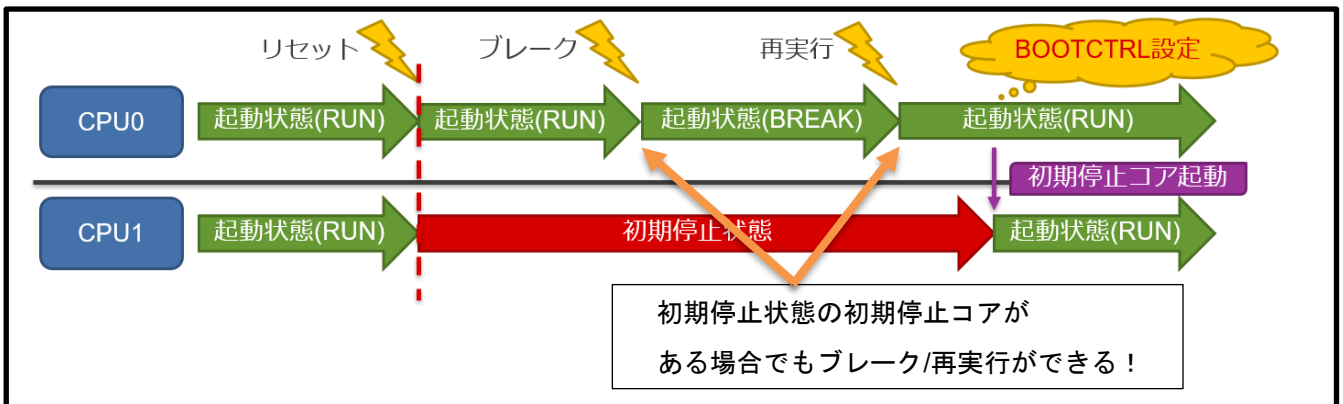 リセット ブレーク 再実行 BOOTCTRL設定
CPU0 起動状態(RUN) 起動状態(RUN) 起動状態(BREAK) 起動状態(RUN)
初期停止コア起動
CPU1 起動状態(RUN) 初期停止状態 起動状態(RUN)
初期停止状態の初期停止コアが
ある場合でもブレーク/再実行ができる！